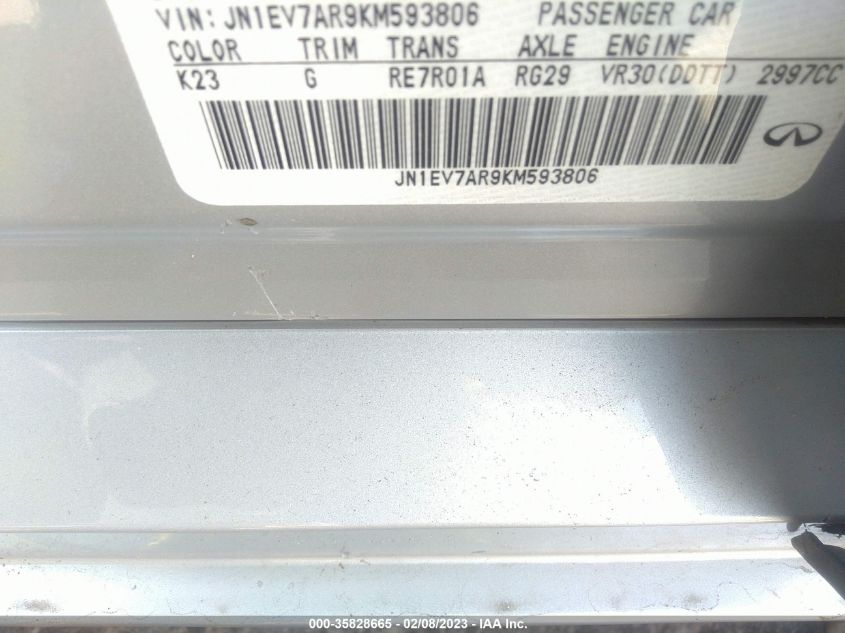 VIN: JN1EV7AR9KM593806 PASSENGER CAR
COLOR TRIM TRANS AXLE ENGINE
K23 G RE7R01A RG29 VR30(DDTT) 2997CC
JN1EV7AR9KM593806
000-35828665 - 02/08/2023 - IAA Inc.